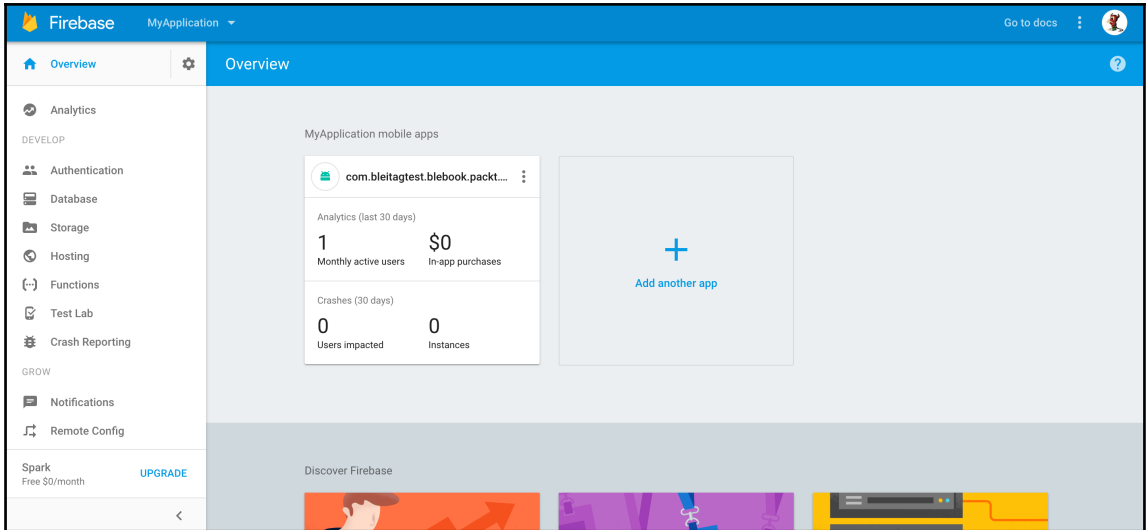 Firebase
MyApplication
Go to docs
Overview
Overview
Analytics
DEVELOP
Authentication
Database
Storage
Hosting
Functions
Test Lab
Crash Reporting
GROW
Notifications
Remote Config
Spark
Free $0/month
UPGRADE
MyApplication mobile apps
com.bleitagtest.blebook.packt....
Analytics (last 30 days)
1
Monthly active users
$0
In-app purchases
Crashes (30 days)
0
Users impacted
0
Instances
Add another app
Discover Firebase